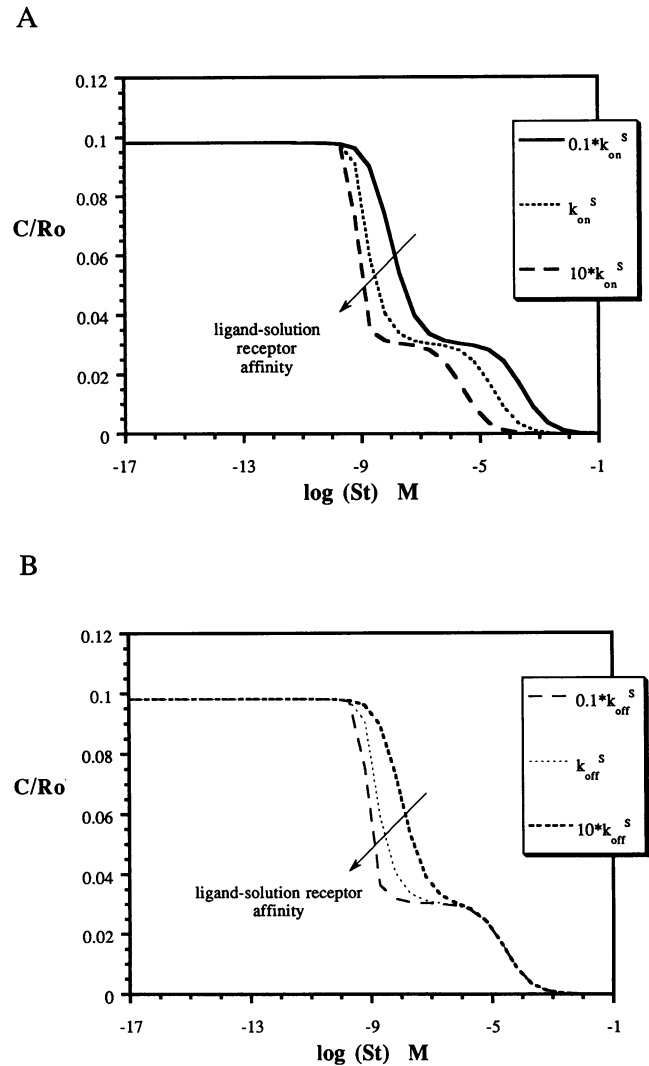 A
0.12
0.1
0.08
0.06
0.04
0.02
0
C/Ro
-17
-13
-9
-5
-1
log (St) M
ligand-solution
receptor
affinity
0.1*k_on^S
k_on^S
10*k_on^S
B
0.12
0.1
0.08
0.06
0.04
0.02
0
C/Ro
-17
-13
-9
-5
-1
log (St) M
ligand-solution receptor
affinity
0.1*k_off^S
k_off^S
10*k_off^S